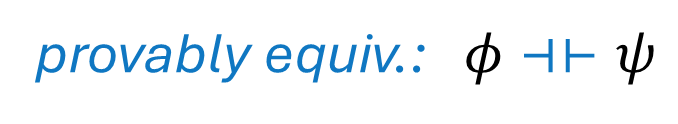 provably equiv.: ϕ ⊣⊢ ψ